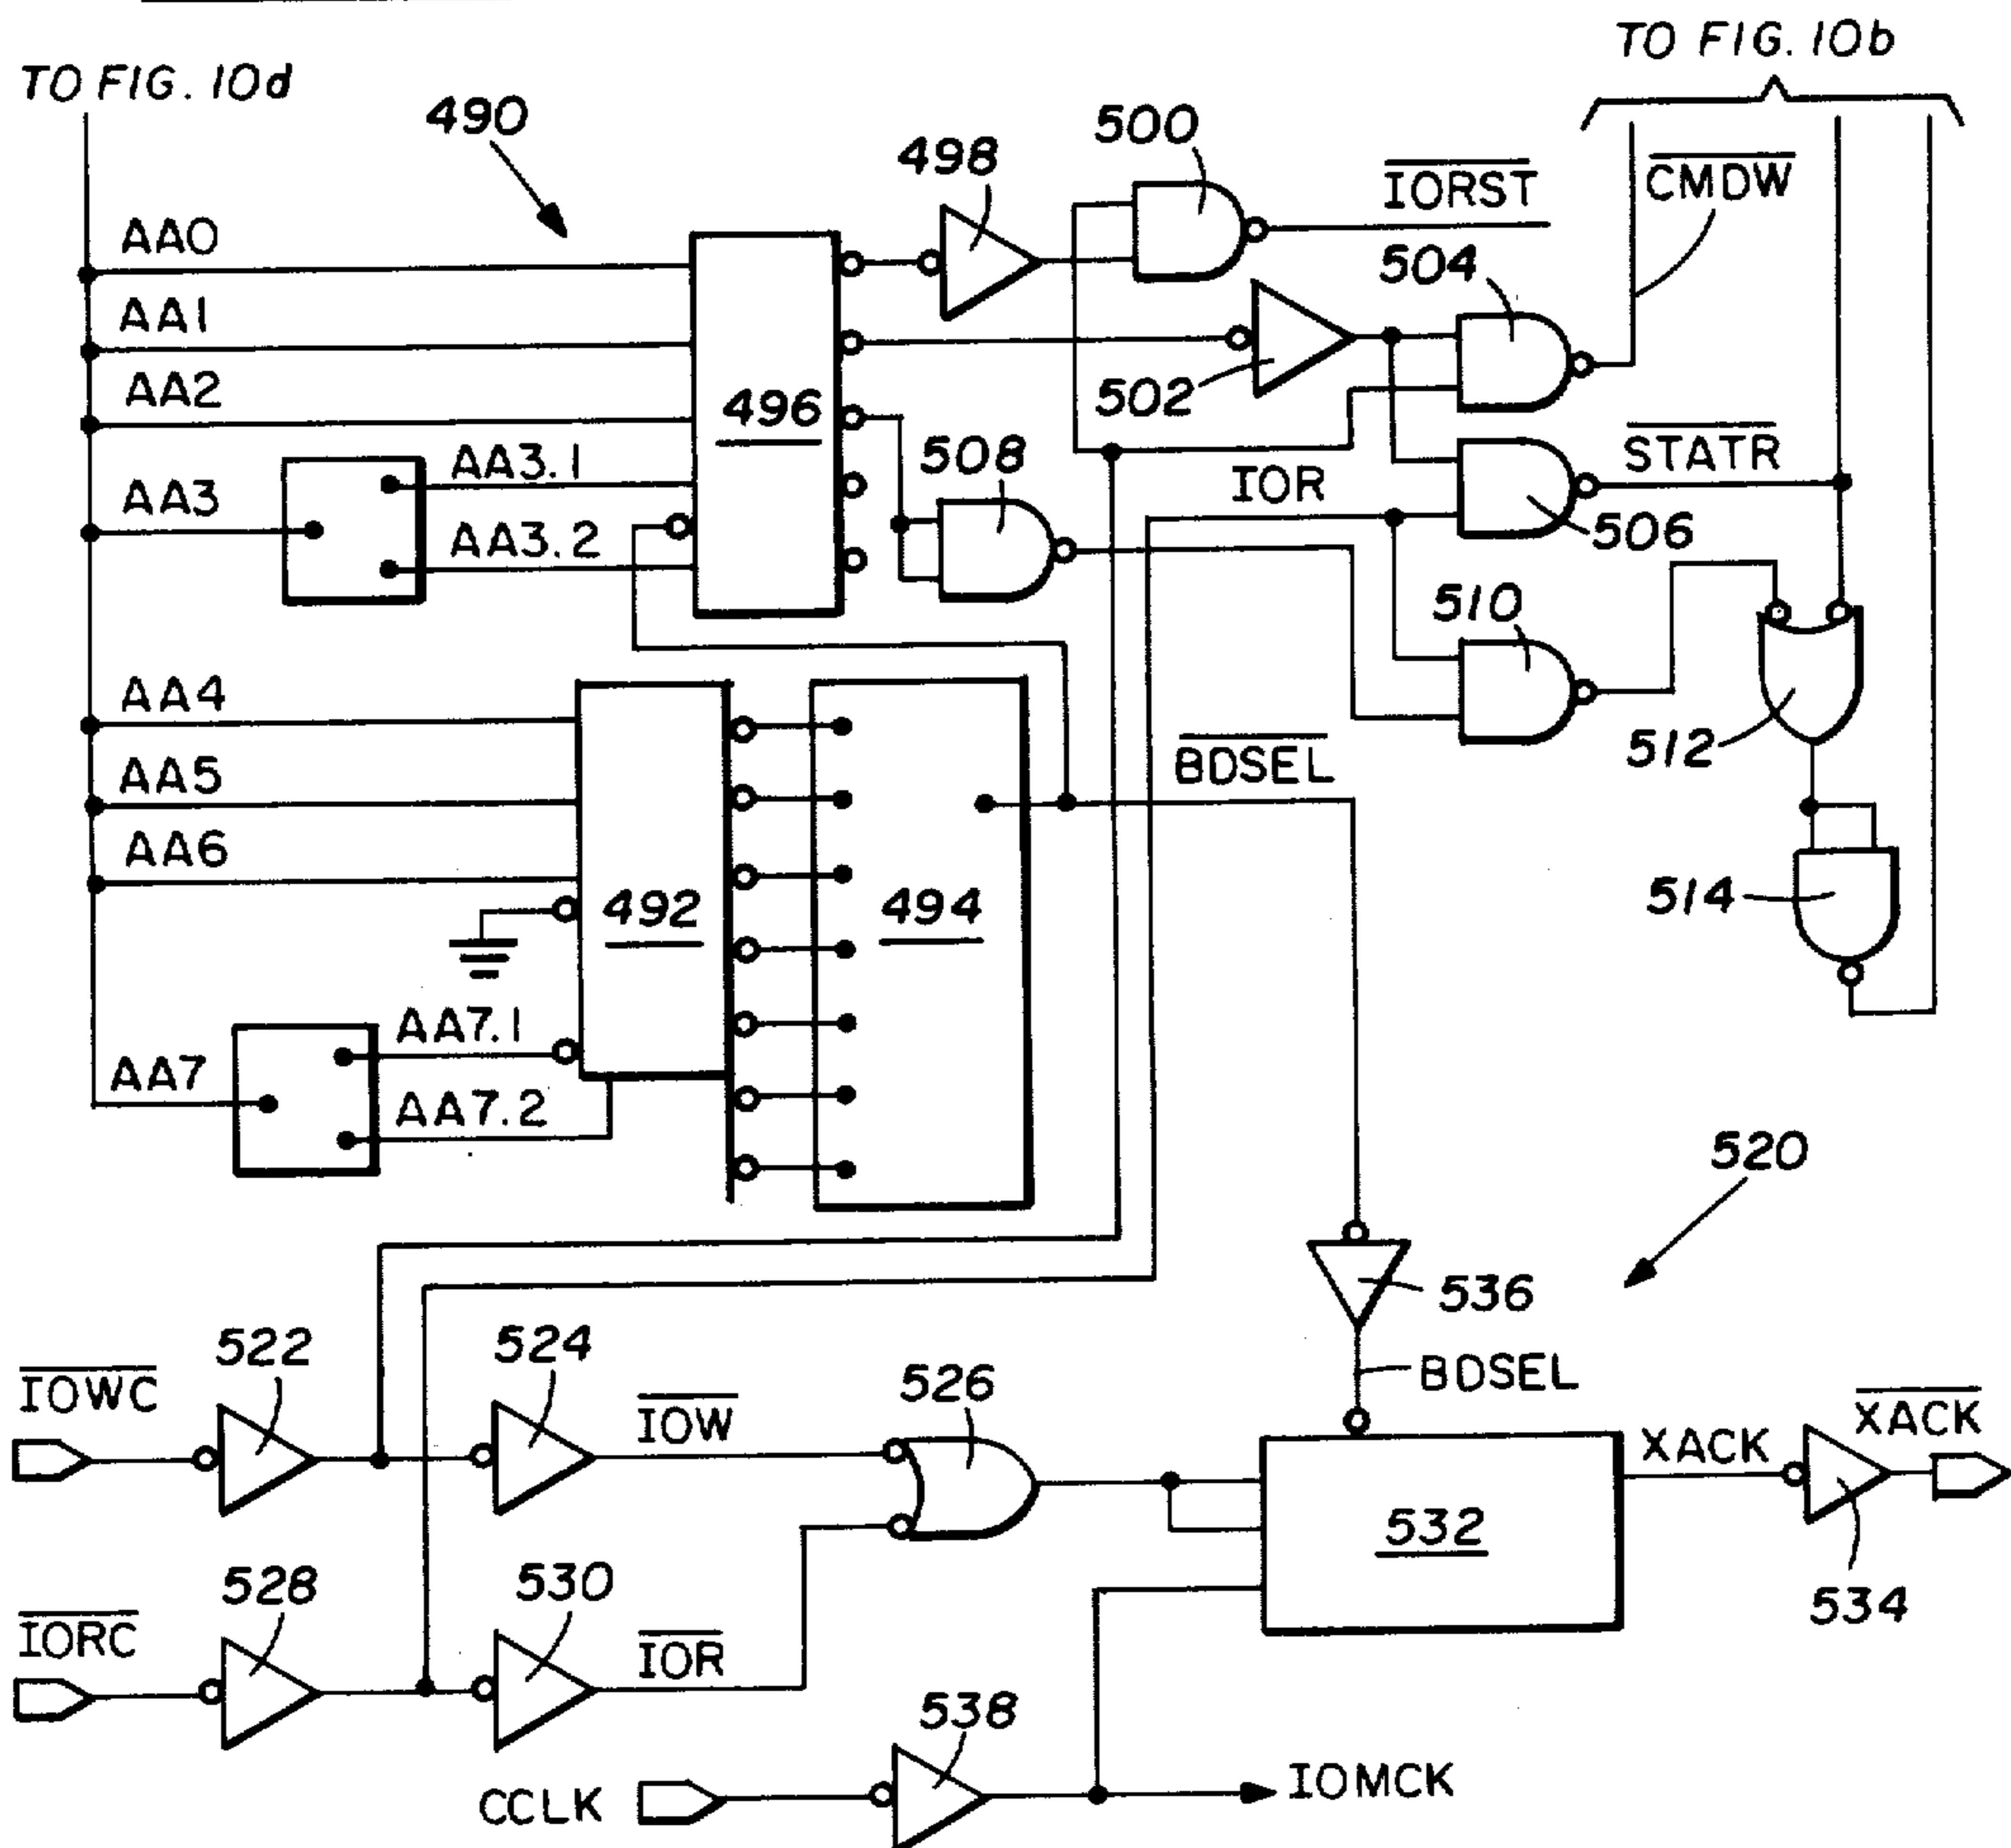 TO FIG. 10d
TO FIG. 10b
490
498
500
IORST
CMDW
AA0
AA1
AA2
AA3
AA3.1
AA3.2
496
502
504
508
IOR
STATR
506
510
512
514
AA4
AA5
AA6
492
494
BDSEL
AA7.1
AA7
AA7.2
520
536
BDSEL
IOWC
522
524
IOW
526
XACK
XACK
532
534
IORC
528
530
IOR
538
CCLK
IOMCK